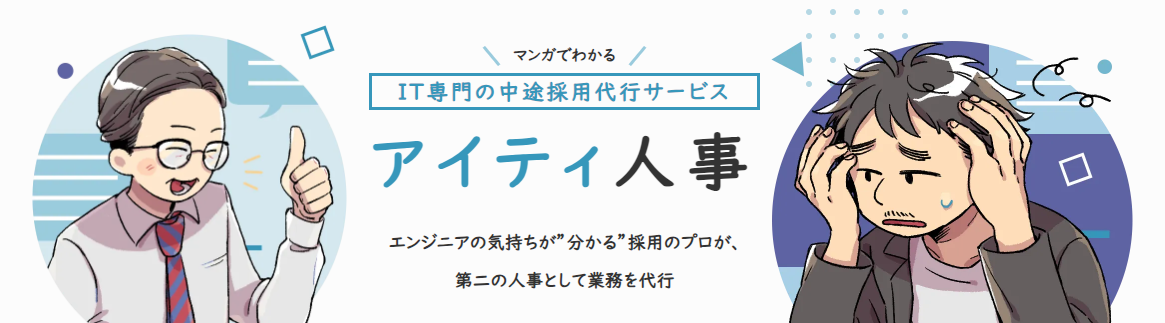 マンガでわかる
IT専門の中途採用代行サービス
アイティ人事
エンジニアの気持ちが”分かる”採用のプロが、
第二の人事として業務を代行